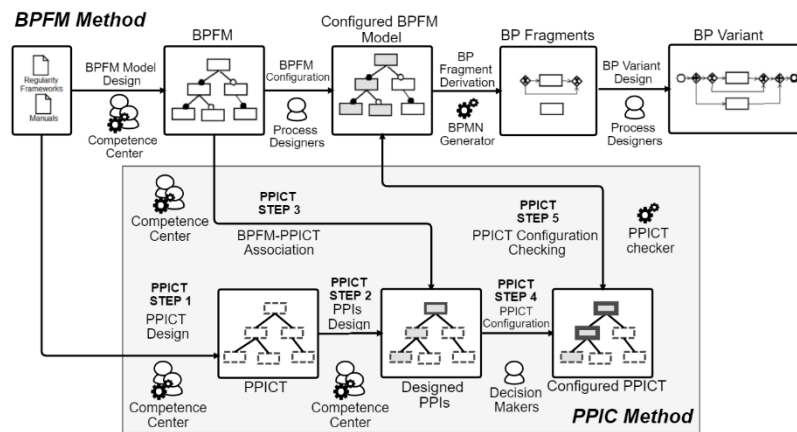 BPFM Method
Regularity
Frameworks
Manuals
BPFM Model
Design
Competence
Center
BPFM
BPFM
Configuration
Process
Designers
Configured BPFM
Model
BP
Fragment
Derivation
BPMN
Generator
BP Fragments
BP Variant
Design
Process
Designers
BP Variant
Competence
Center
PPICT
STEP 3
BPFM-PPICT
Association
PPICT
STEP 5
PPICT Configuration
Checking
PPICT
checker
PPICT
STEP 1
PPICT
Design
Competence
Center
PPICT
PPICT
STEP 2
PPIs
Design
Competence
Center
Designed
PPIs
PPICT
STEP 4
PPICT
Configuration
Decision
Makers
Configured PPICT
PPIC Method